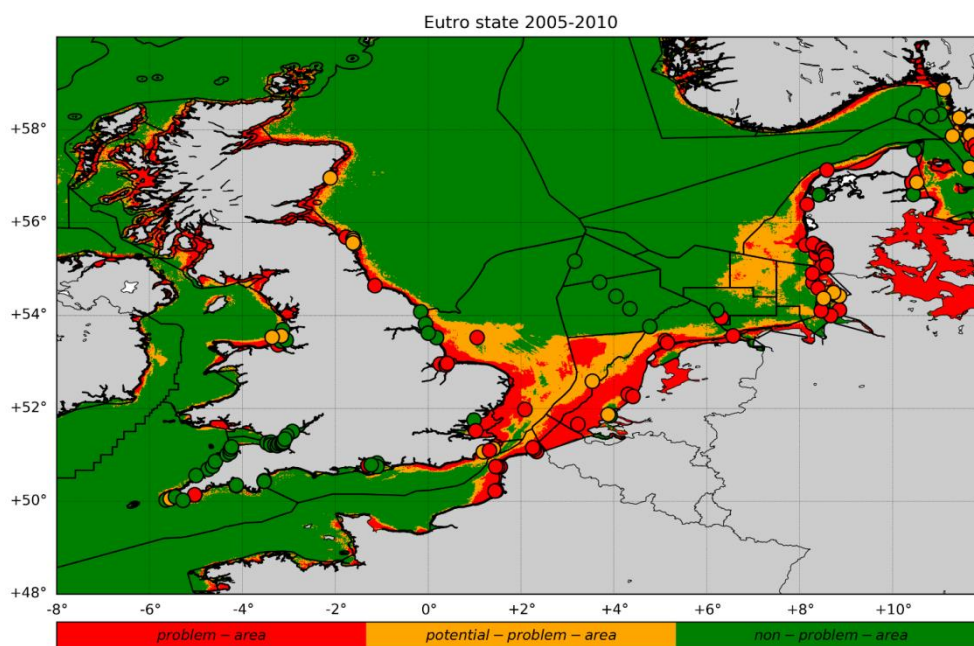 Eutro state 2005-2010
+58°
+56°
+54°
+52°
+50°
+48°
-8° -6° -4° -2° 0° +2° +4° +6° +8° +10°
problem-area potential-problem-area non-problem-area